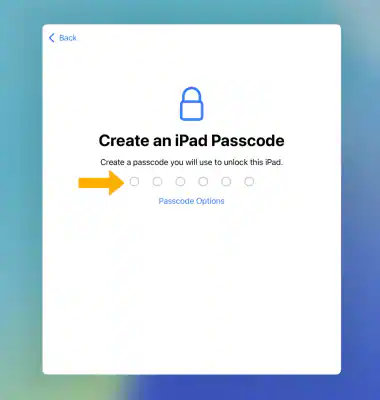 Back
Create an iPad Passcode
Create a passcode you will use to unlock this iPad.
Passcode Options